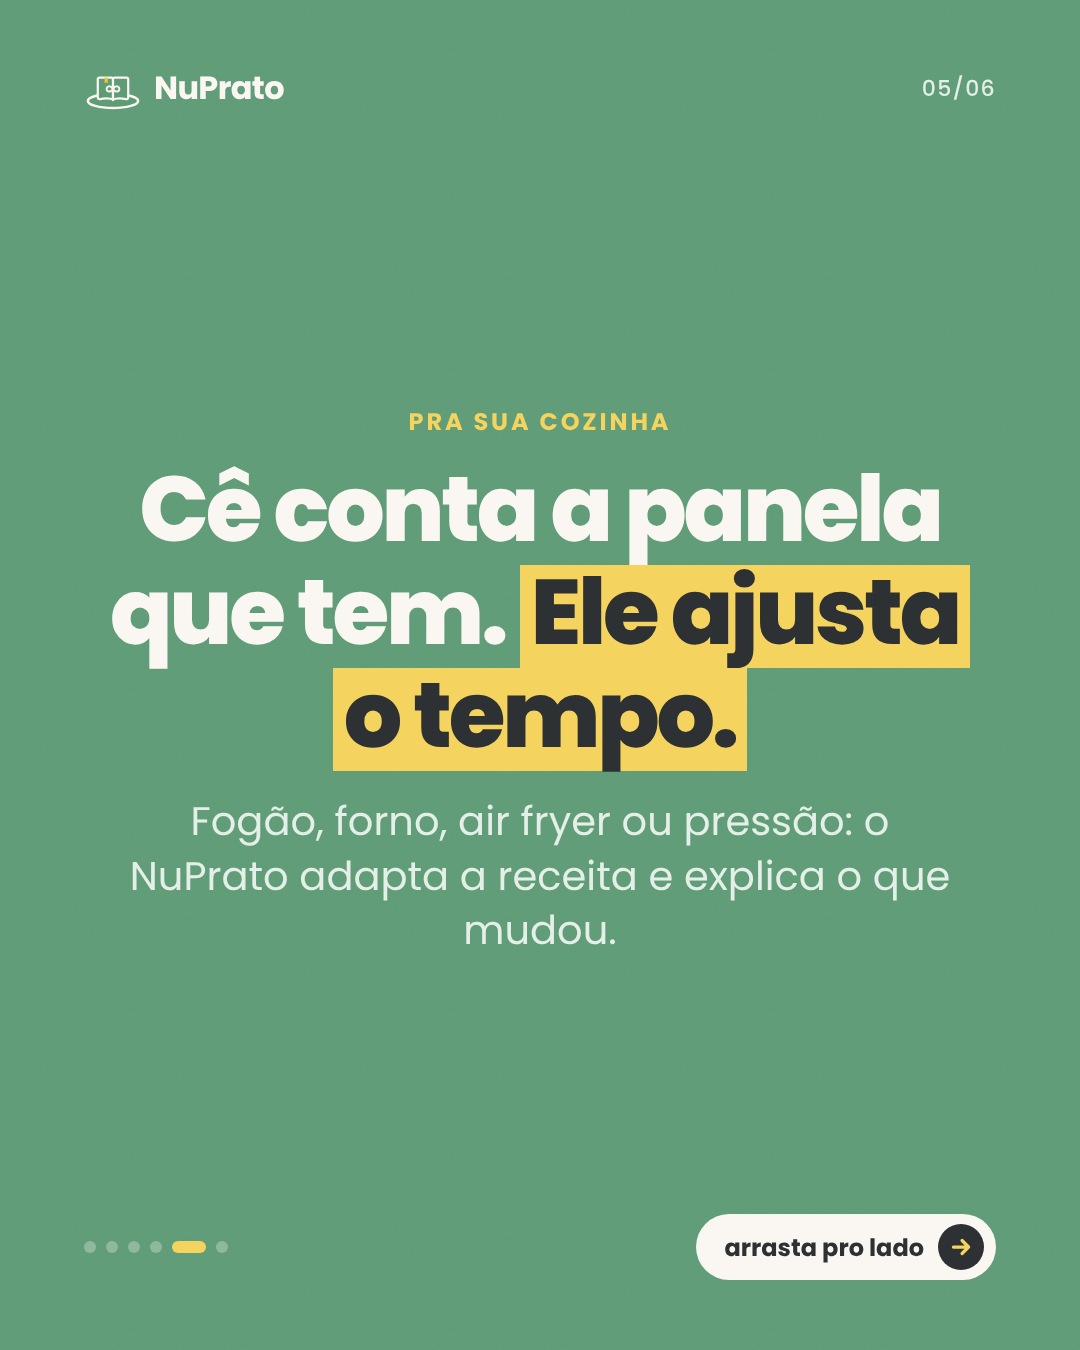 NuPrato
05/06
PRA SUA COZINHA
Cê conta a panela
que tem. Ele ajusta
o tempo.
Fogão, forno, air fryer ou pressão: o
NuPrato adapta a receita e explica o que
mudou.
arrasta pro lado